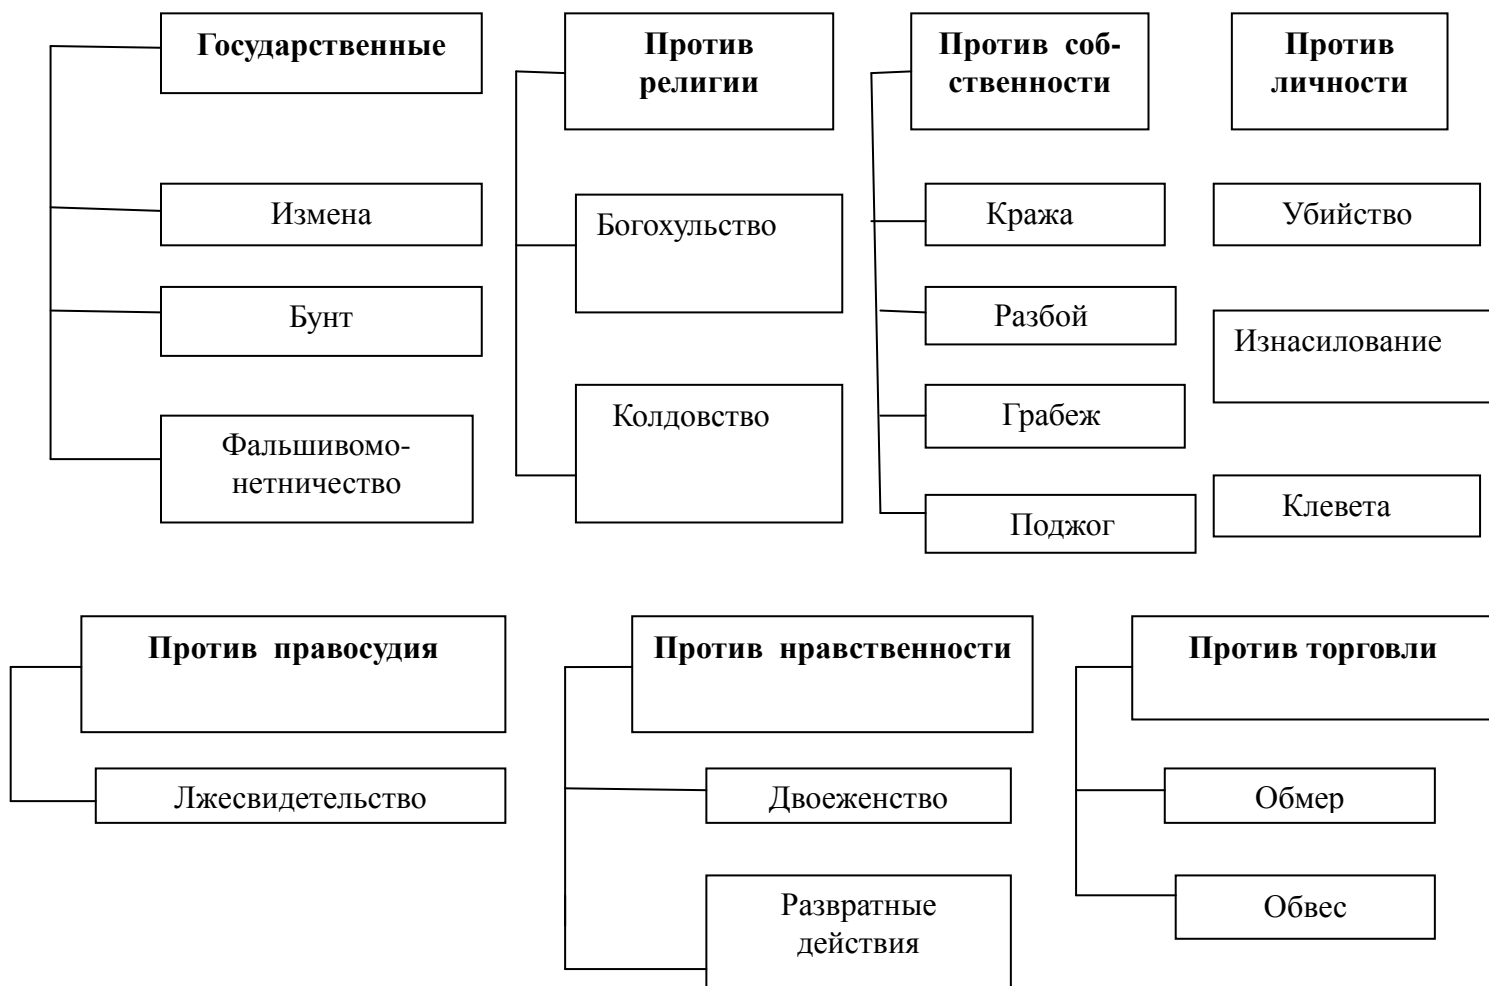 Государственные
Измена
Бунт
Фальшивомо-
нетничество
Против
религии
Богохульство
Колдовство
Против соб-
ственности
Кража
Разбой
Грабеж
Поджог
Против
личности
Убийство
Изнасилование
Клевета
Против правосудия
Лжесвидетельство
Против нравственности
Двоеженство
Развратные
действия
Против торговли
Обмер
Обвес